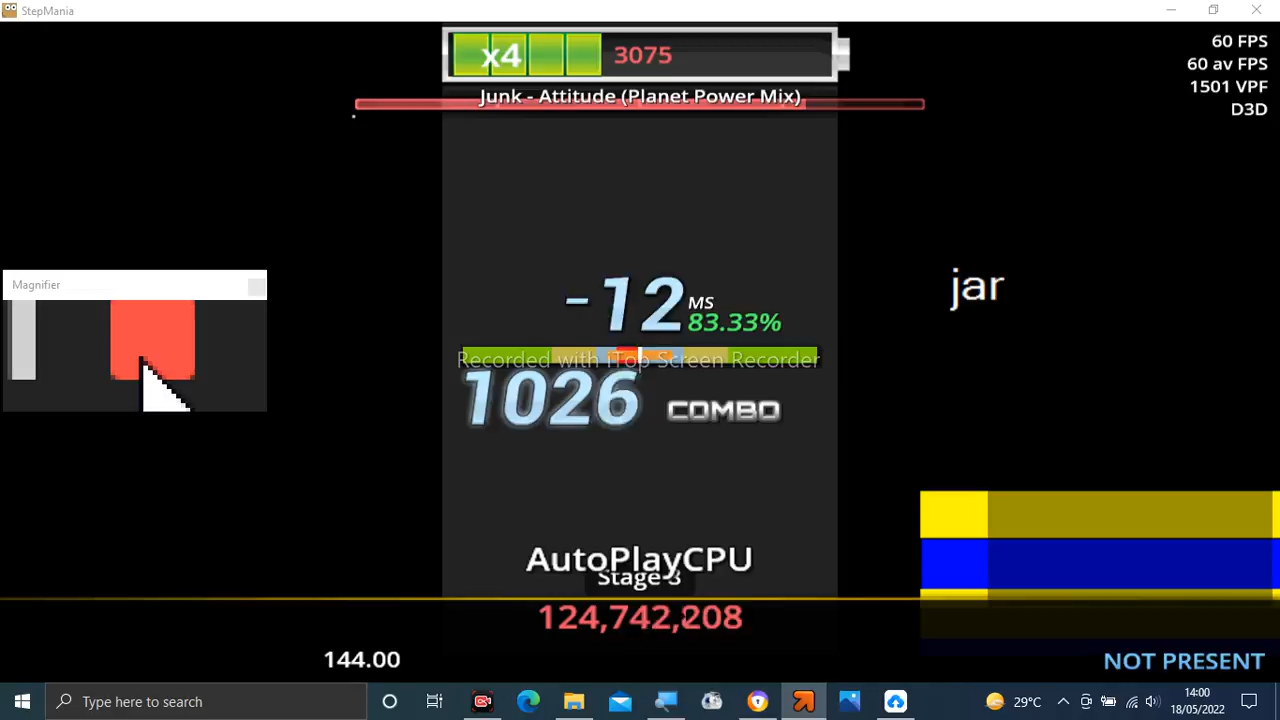 StepMania
x4 3075
Junk - Attitude (Planet Power Mix)
60 FPS
60 av FPS
1501 VPF
D3D
Magnifier
jar
-12 MS
83.33%
Recorded with iTop Screen Recorder
1026 COMBO
AutoPlayCPU
Stage 3
124,742,208
144.00
NOT PRESENT
Type here to search
29°C
14:00
18/05/2022